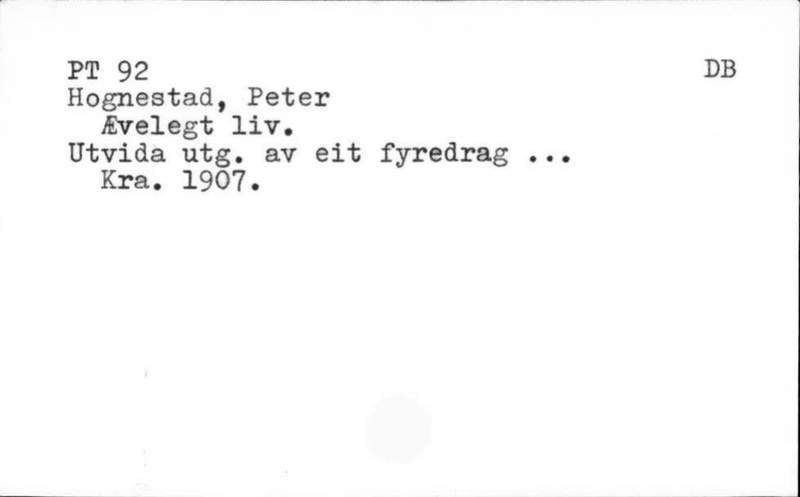 PT 92 DB
Hognestad, Peter
Ævelegt liv.
Utvida utg. av eit fyredrag ...
Kra. 1907.